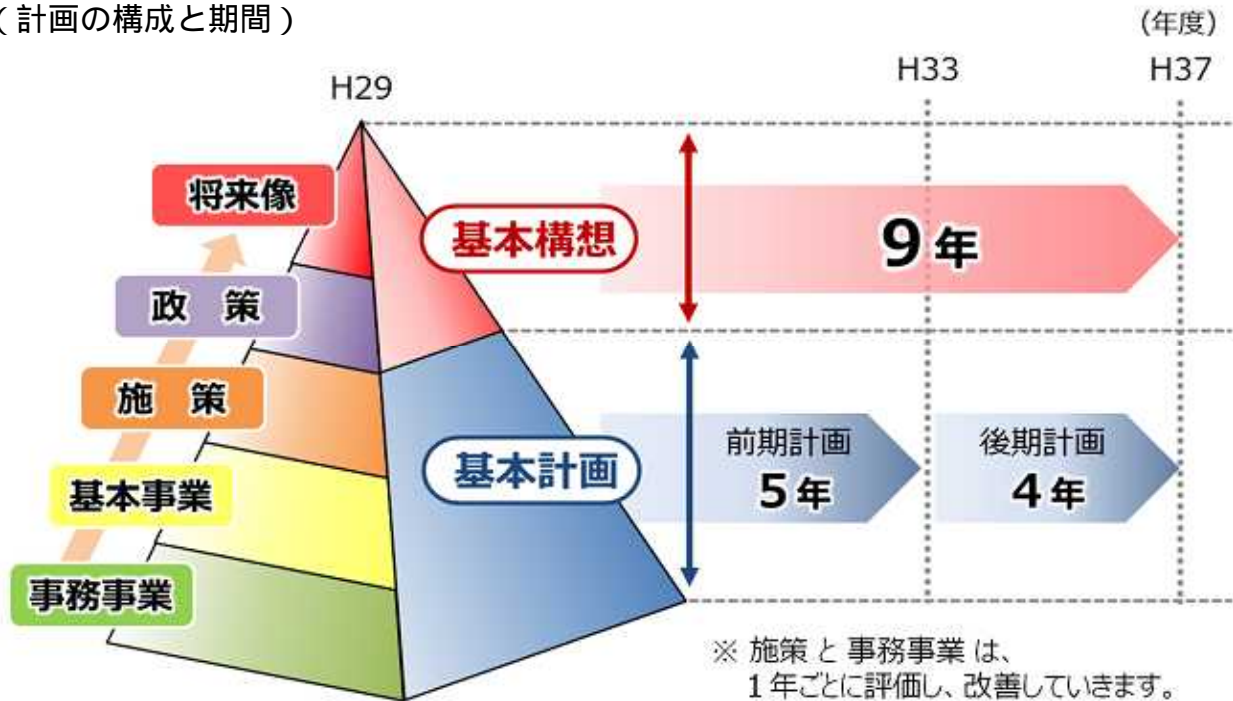 (計画の構成と期間)
(年度)
H29
H33
H37
将来像
政 策
施 策
基本事業
事務事業
基本構想
9年
基本計画
前期計画
5年
後期計画
4年
※ 施策 と 事務事業 は、
1年ごとに評価し、改善していきます。